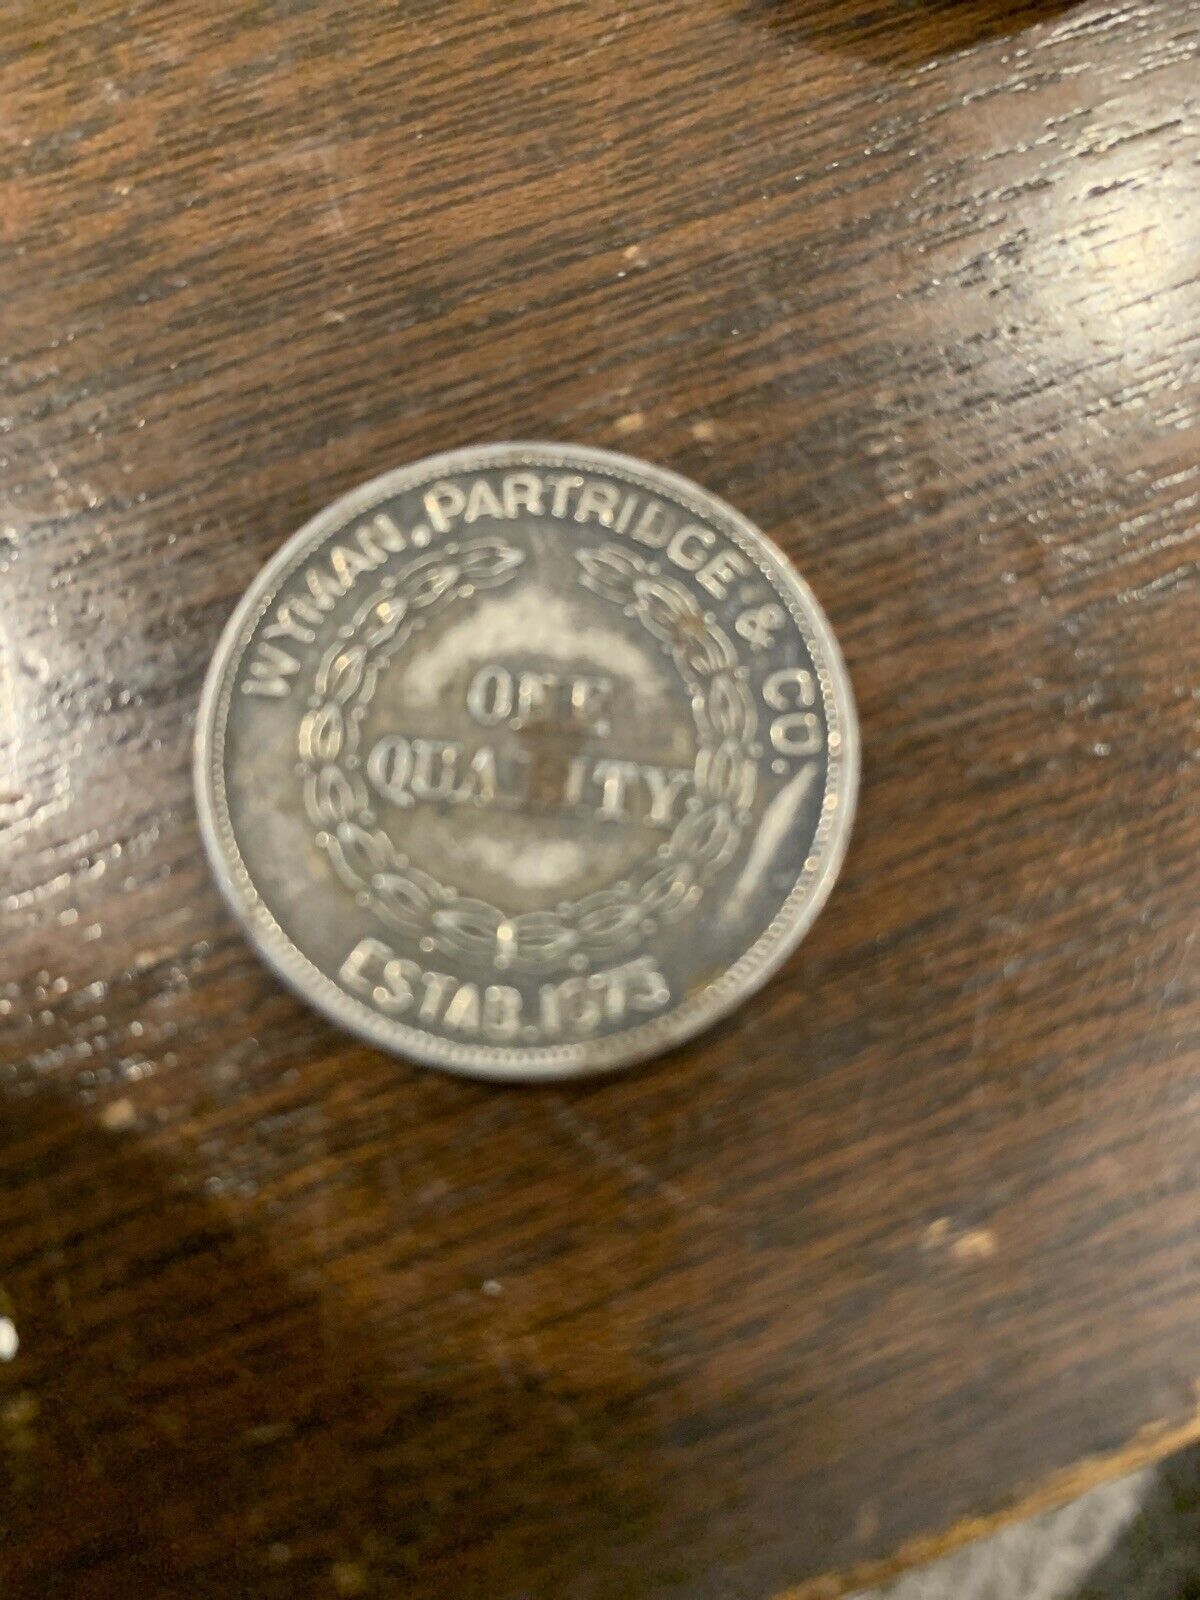 WYMAN, PARTRIDGE & CO.
ONE
QUALITY
ESTAB. 1875